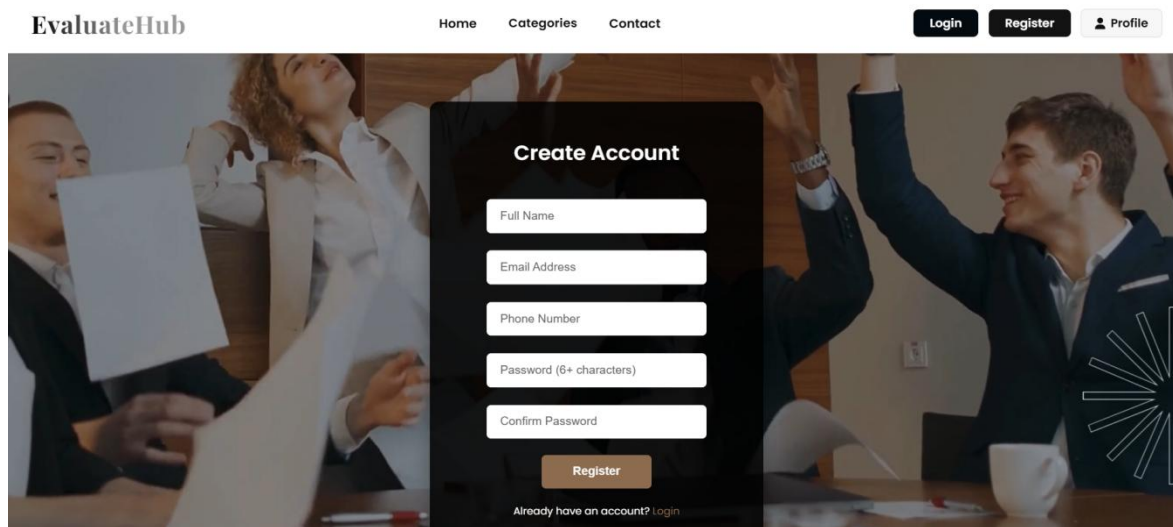 EvaluateHub
Home Categories Contact
Login Register Profile
Create Account
Full Name
Email Address
Phone Number
Password (6+ characters)
Confirm Password
Register
Already have an account? Login